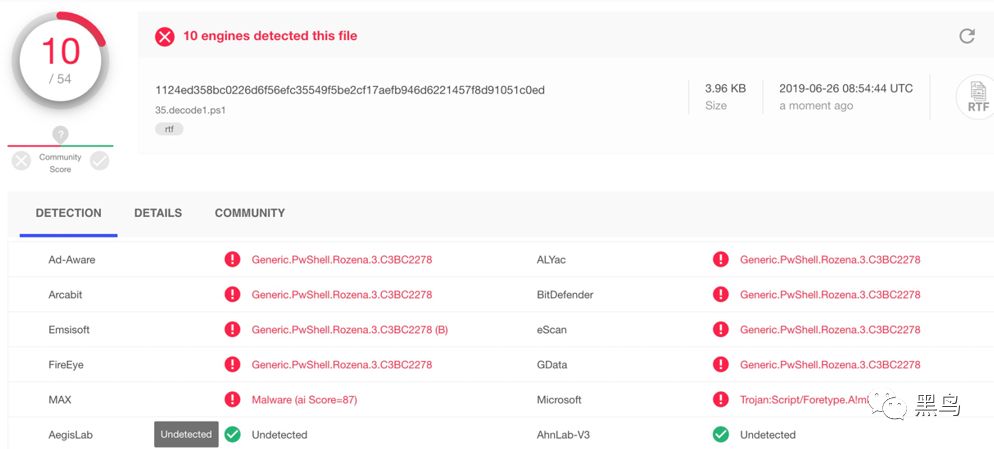 10
/ 54
?
Community
Score
10 engines detected this file
1124ed358bc0226d6f56efc35549f5be2cf17aefb946d6221457f8d91051c0ed
35.decode1.ps1
rtf
3.96 KB
Size
2019-06-26 08:54:44 UTC
a moment ago
RTF
DETECTION DETAILS COMMUNITY
Ad-Aware Generic.PwShell.Rozena.3.C3BC2278 ALYac Generic.PwShell.Rozena.3.C3BC2278
Arcabit Generic.PwShell.Rozena.3.C3BC2278 BitDefender Generic.PwShell.Rozena.3.C3BC2278
Emsisoft Generic.PwShell.Rozena.3.C3BC2278 (B) eScan Generic.PwShell.Rozena.3.C3BC2278
FireEye Generic.PwShell.Rozena.3.C3BC2278 GData Generic.PwShell.Rozena.3.C3BC2278
MAX Malware (ai Score=87) Microsoft
黑鸟
AegisLab Undetected Undetected AhnLab-V3 Undetected